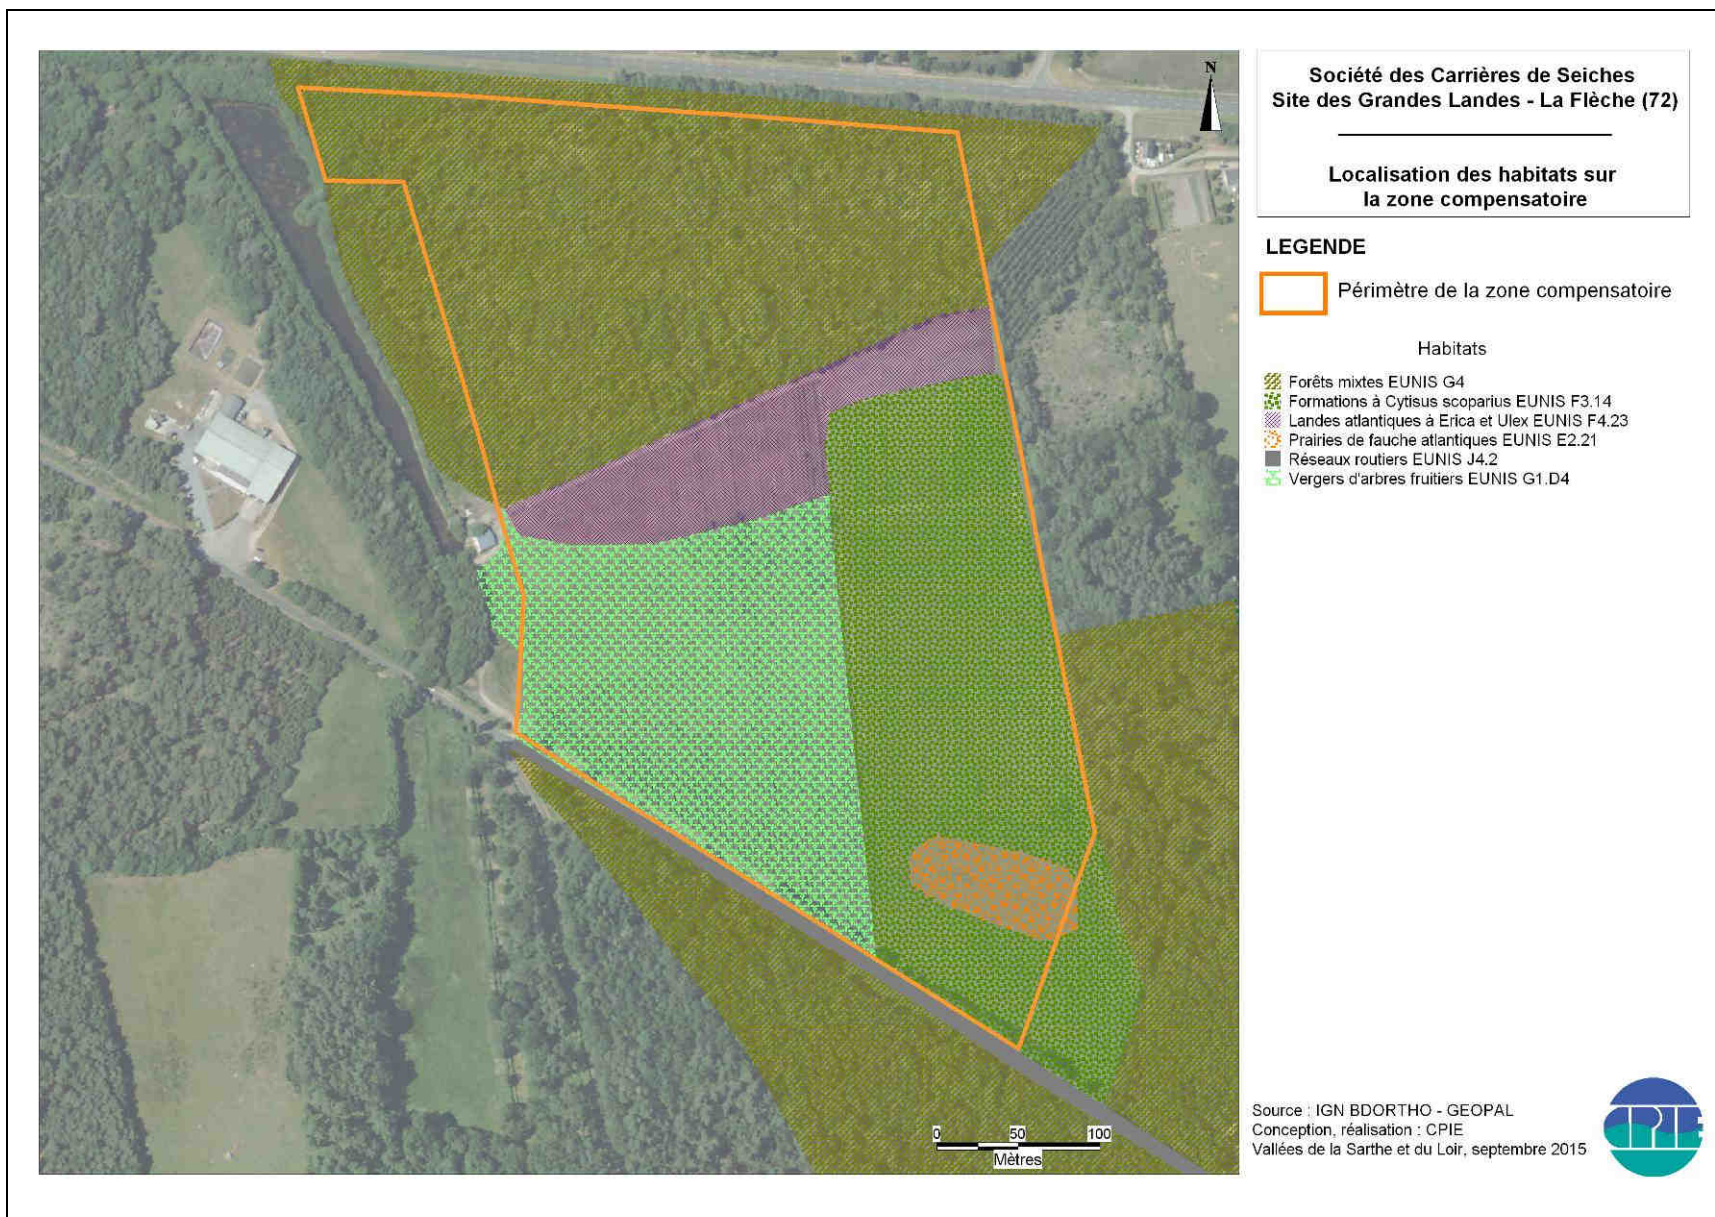 N
Société des Carrières de Seiches
Site des Grandes Landes - La Flèche (72)
Localisation des habitats sur
la zone compensatoire
LEGENDE
Périmètre de la zone compensatoire
Habitats
Forêts mixtes EUNIS G4
Formations à Cytisus scoparius EUNIS F3.14
Landes atlantiques à Erica et Ulex EUNIS F4.23
Prairies de fauche atlantiques EUNIS E2.21
Réseaux routiers EUNIS J4.2
Vergers d'arbres fruitiers EUNIS G1.D4
0 50 100
Mètres
Source : IGN BDORTHO - GEOPAL
Conception, réalisation : CPIE
Vallées de la Sarthe et du Loir, septembre 2015
CPIE